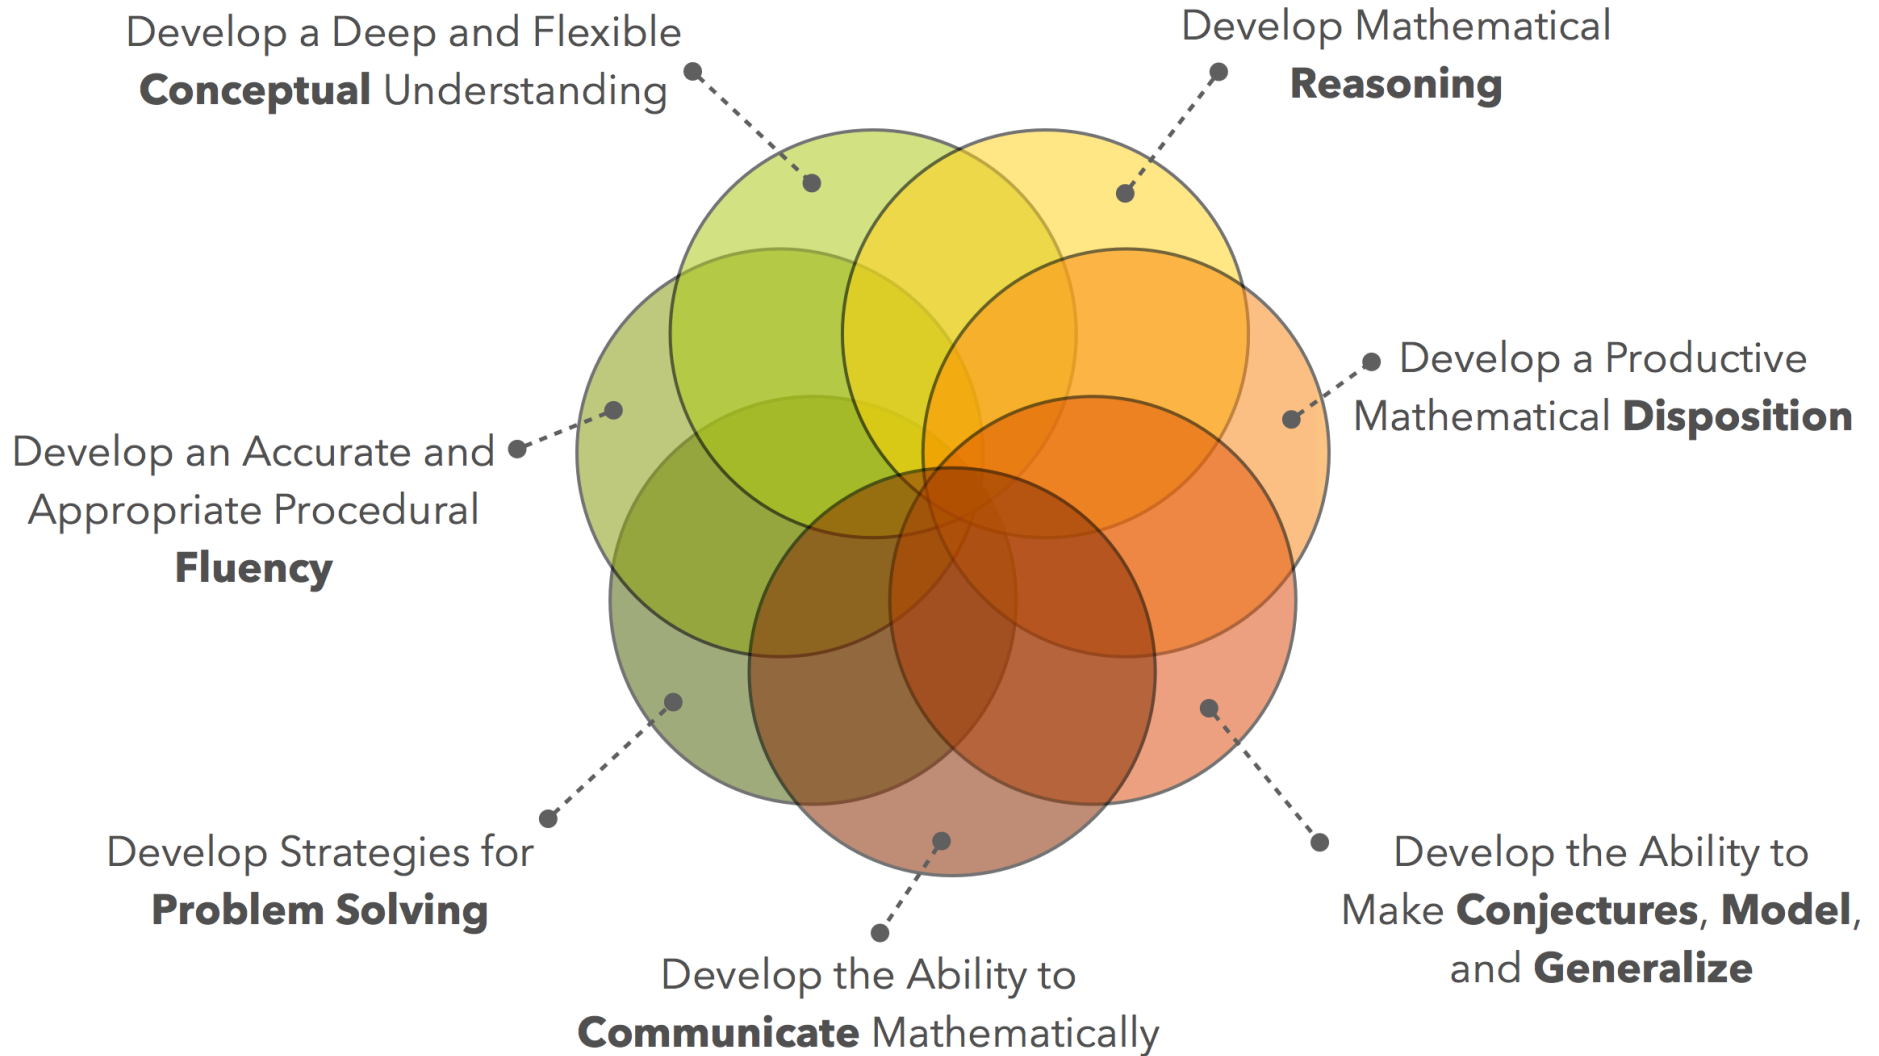 Develop a Deep and Flexible
Conceptual Understanding
Develop Mathematical
Reasoning
Develop a Productive
Mathematical Disposition
Develop an Accurate and
Appropriate Procedural
Fluency
Develop Strategies for
Problem Solving
Develop the Ability to
Make Conjectures, Model,
and Generalize
Develop the Ability to
Communicate Mathematically